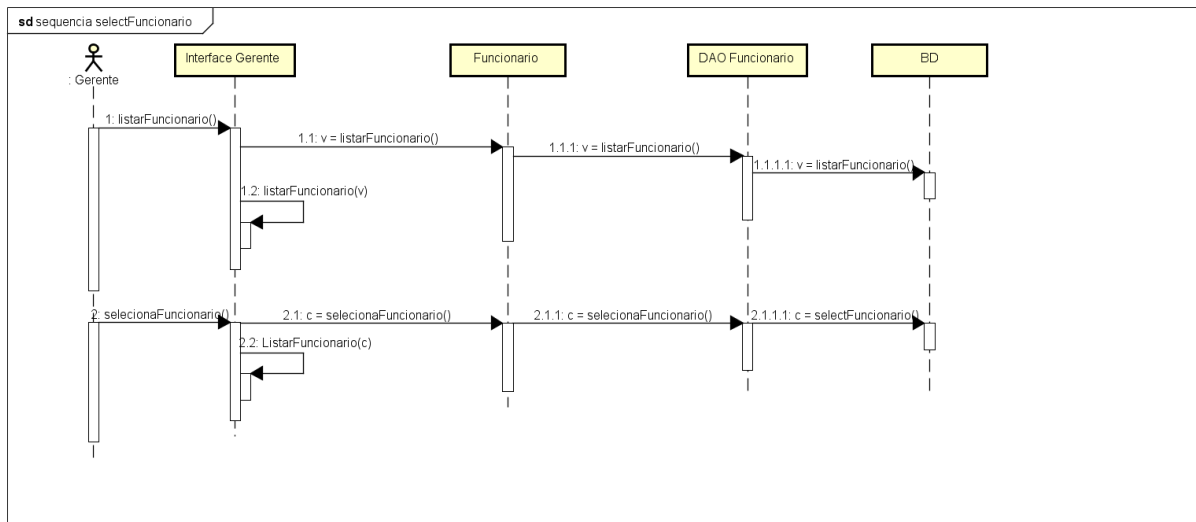 sd sequencia selectFuncionario
: Gerente
Interface Gerente
Funcionario
DAO Funcionario
BD
1: listarFuncionario()
1.1: v = listarFuncionario()
1.1.1: v = listarFuncionario()
1.1.1.1: v = listarFuncionario()
1.2: listarFuncionario(v)
2: selecionaFuncionario()
2.1: c = selecionaFuncionario()
2.1.1: c = selecionaFuncionario()
2.1.1.1: c = selectFuncionario()
2.2: ListarFuncionario(c)